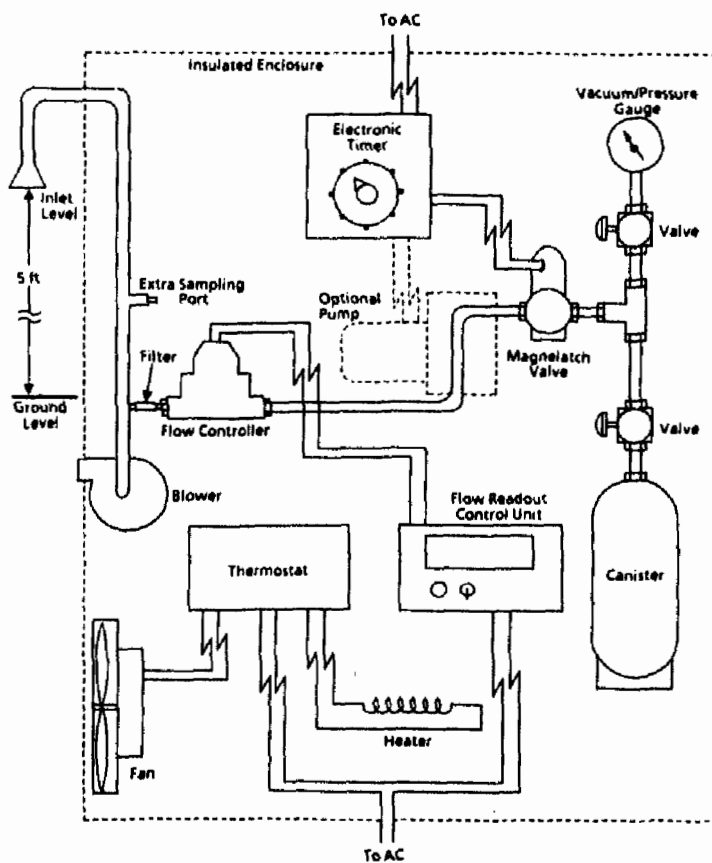 To AC
Insulated Enclosure
Vacuum/Pressure
Gauge
Electronic
Timer
Inlet
Level
Valve
5 ft
Extra Sampling
Port
Optional
Pump
Magnelatch
Valve
Filter
Ground
Level
Flow Controller
Valve
Blower
Flow Readout
Control Unit
Thermostat
Canister
Heater
Fan
To AC